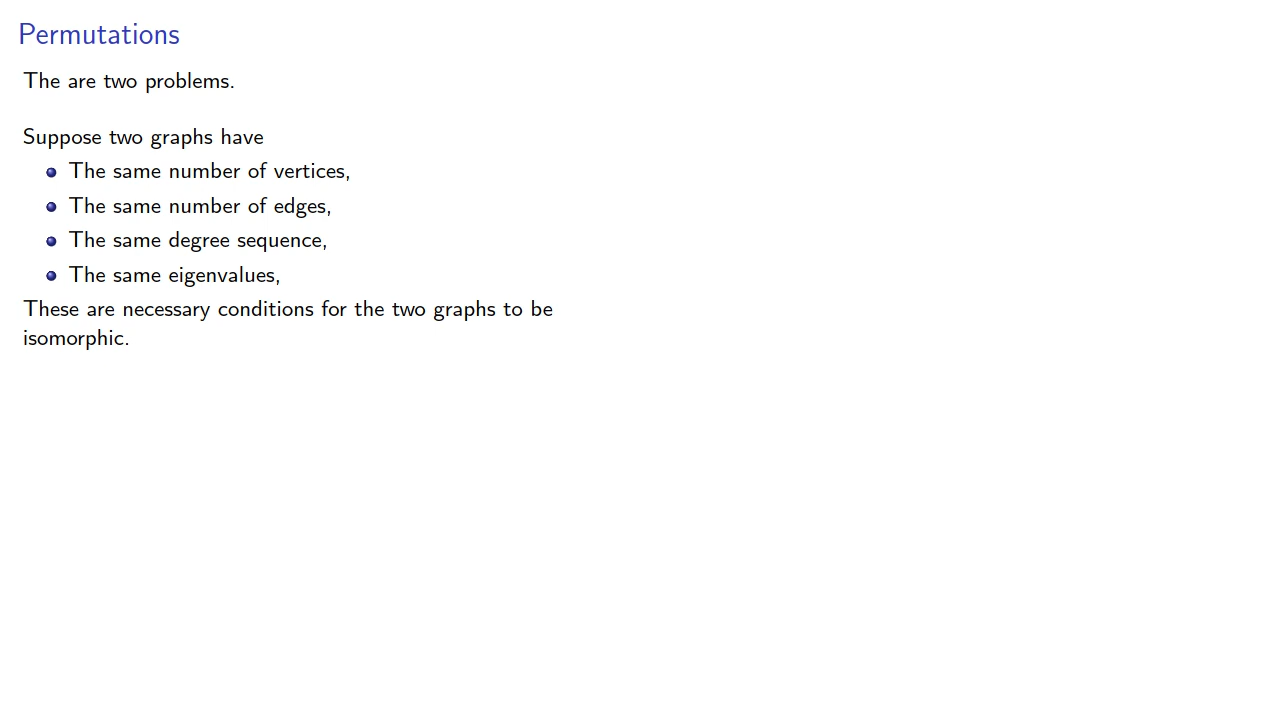 Permutations
The are two problems.
Suppose two graphs have
The same number of vertices,
The same number of edges,
The same degree sequence,
The same eigenvalues,
These are necessary conditions for the two graphs to be
isomorphic.